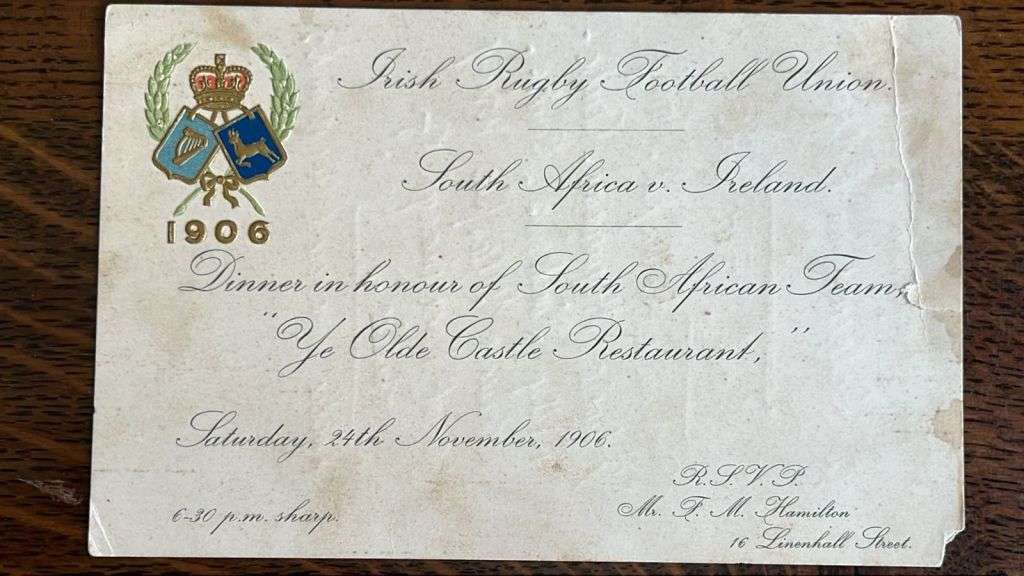 Irish Rugby Football Union.
1906
South Africa v. Ireland.
Dinner in honour of South African Team,
"Ye Olde Castle Restaurant,"
Saturday, 24th November, 1906.
6-30 p.m. sharp.
R.S.V.P.
Mr. F. M. Hamilton
16 Linenhall Street.